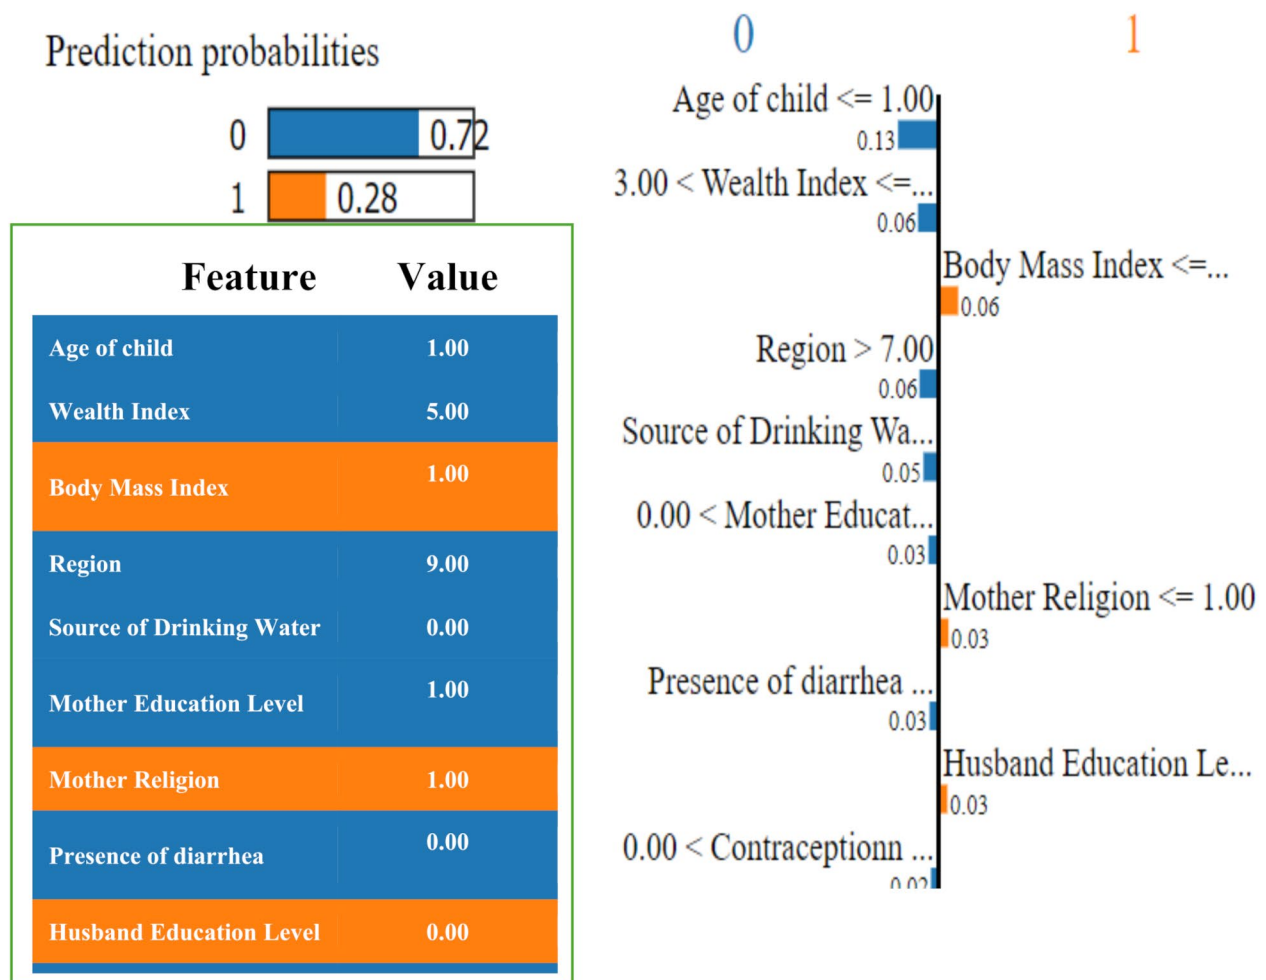 Prediction probabilities
0 0.72
1 0.28
Feature Value
Age of child 1.00
Wealth Index 5.00
Body Mass Index 1.00
Region 9.00
Source of Drinking Water 0.00
Mother Education Level 1.00
Mother Religion 1.00
Presence of diarrhea 0.00
Husband Education Level 0.00
0 1
Age of child <= 1.00
0.13
3.00 < Wealth Index <=...
0.06
Body Mass Index <=...
0.06
Region > 7.00
0.06
Source of Drinking Wa...
0.05
0.00 < Mother Educat...
0.03
Mother Religion <= 1.00
0.03
Presence of diarrhea ...
0.03
Husband Education Le...
0.03
0.00 < Contraceptionn ...
0.02